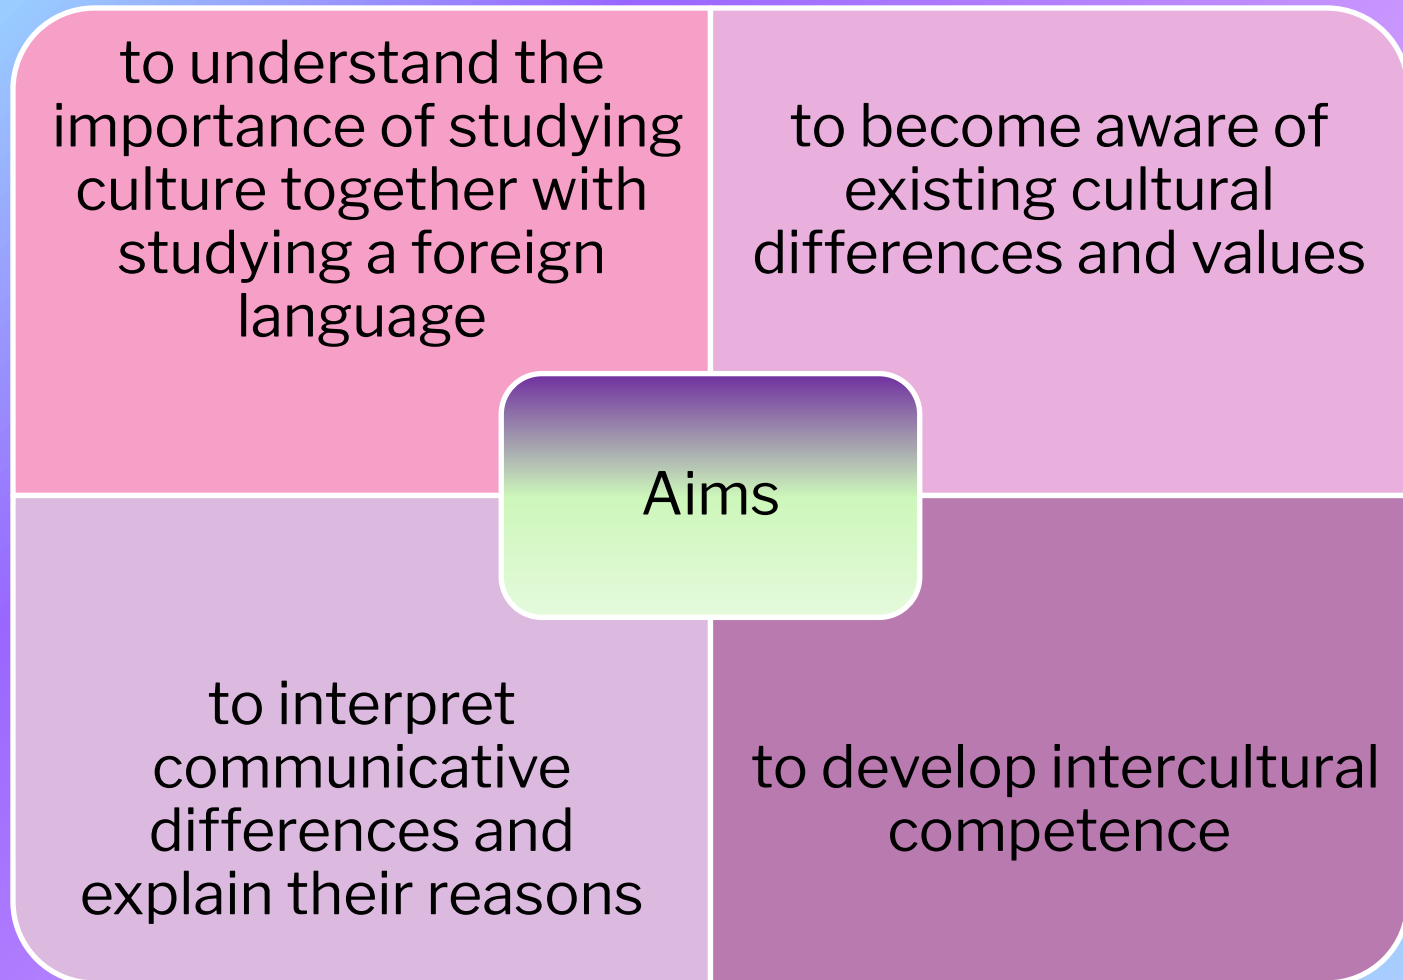 to understand the
importance of studying
culture together with
studying a foreign
language
to become aware of
existing cultural
differences and values
Aims
to interpret
communicative
differences and
explain their reasons
to develop intercultural
competence